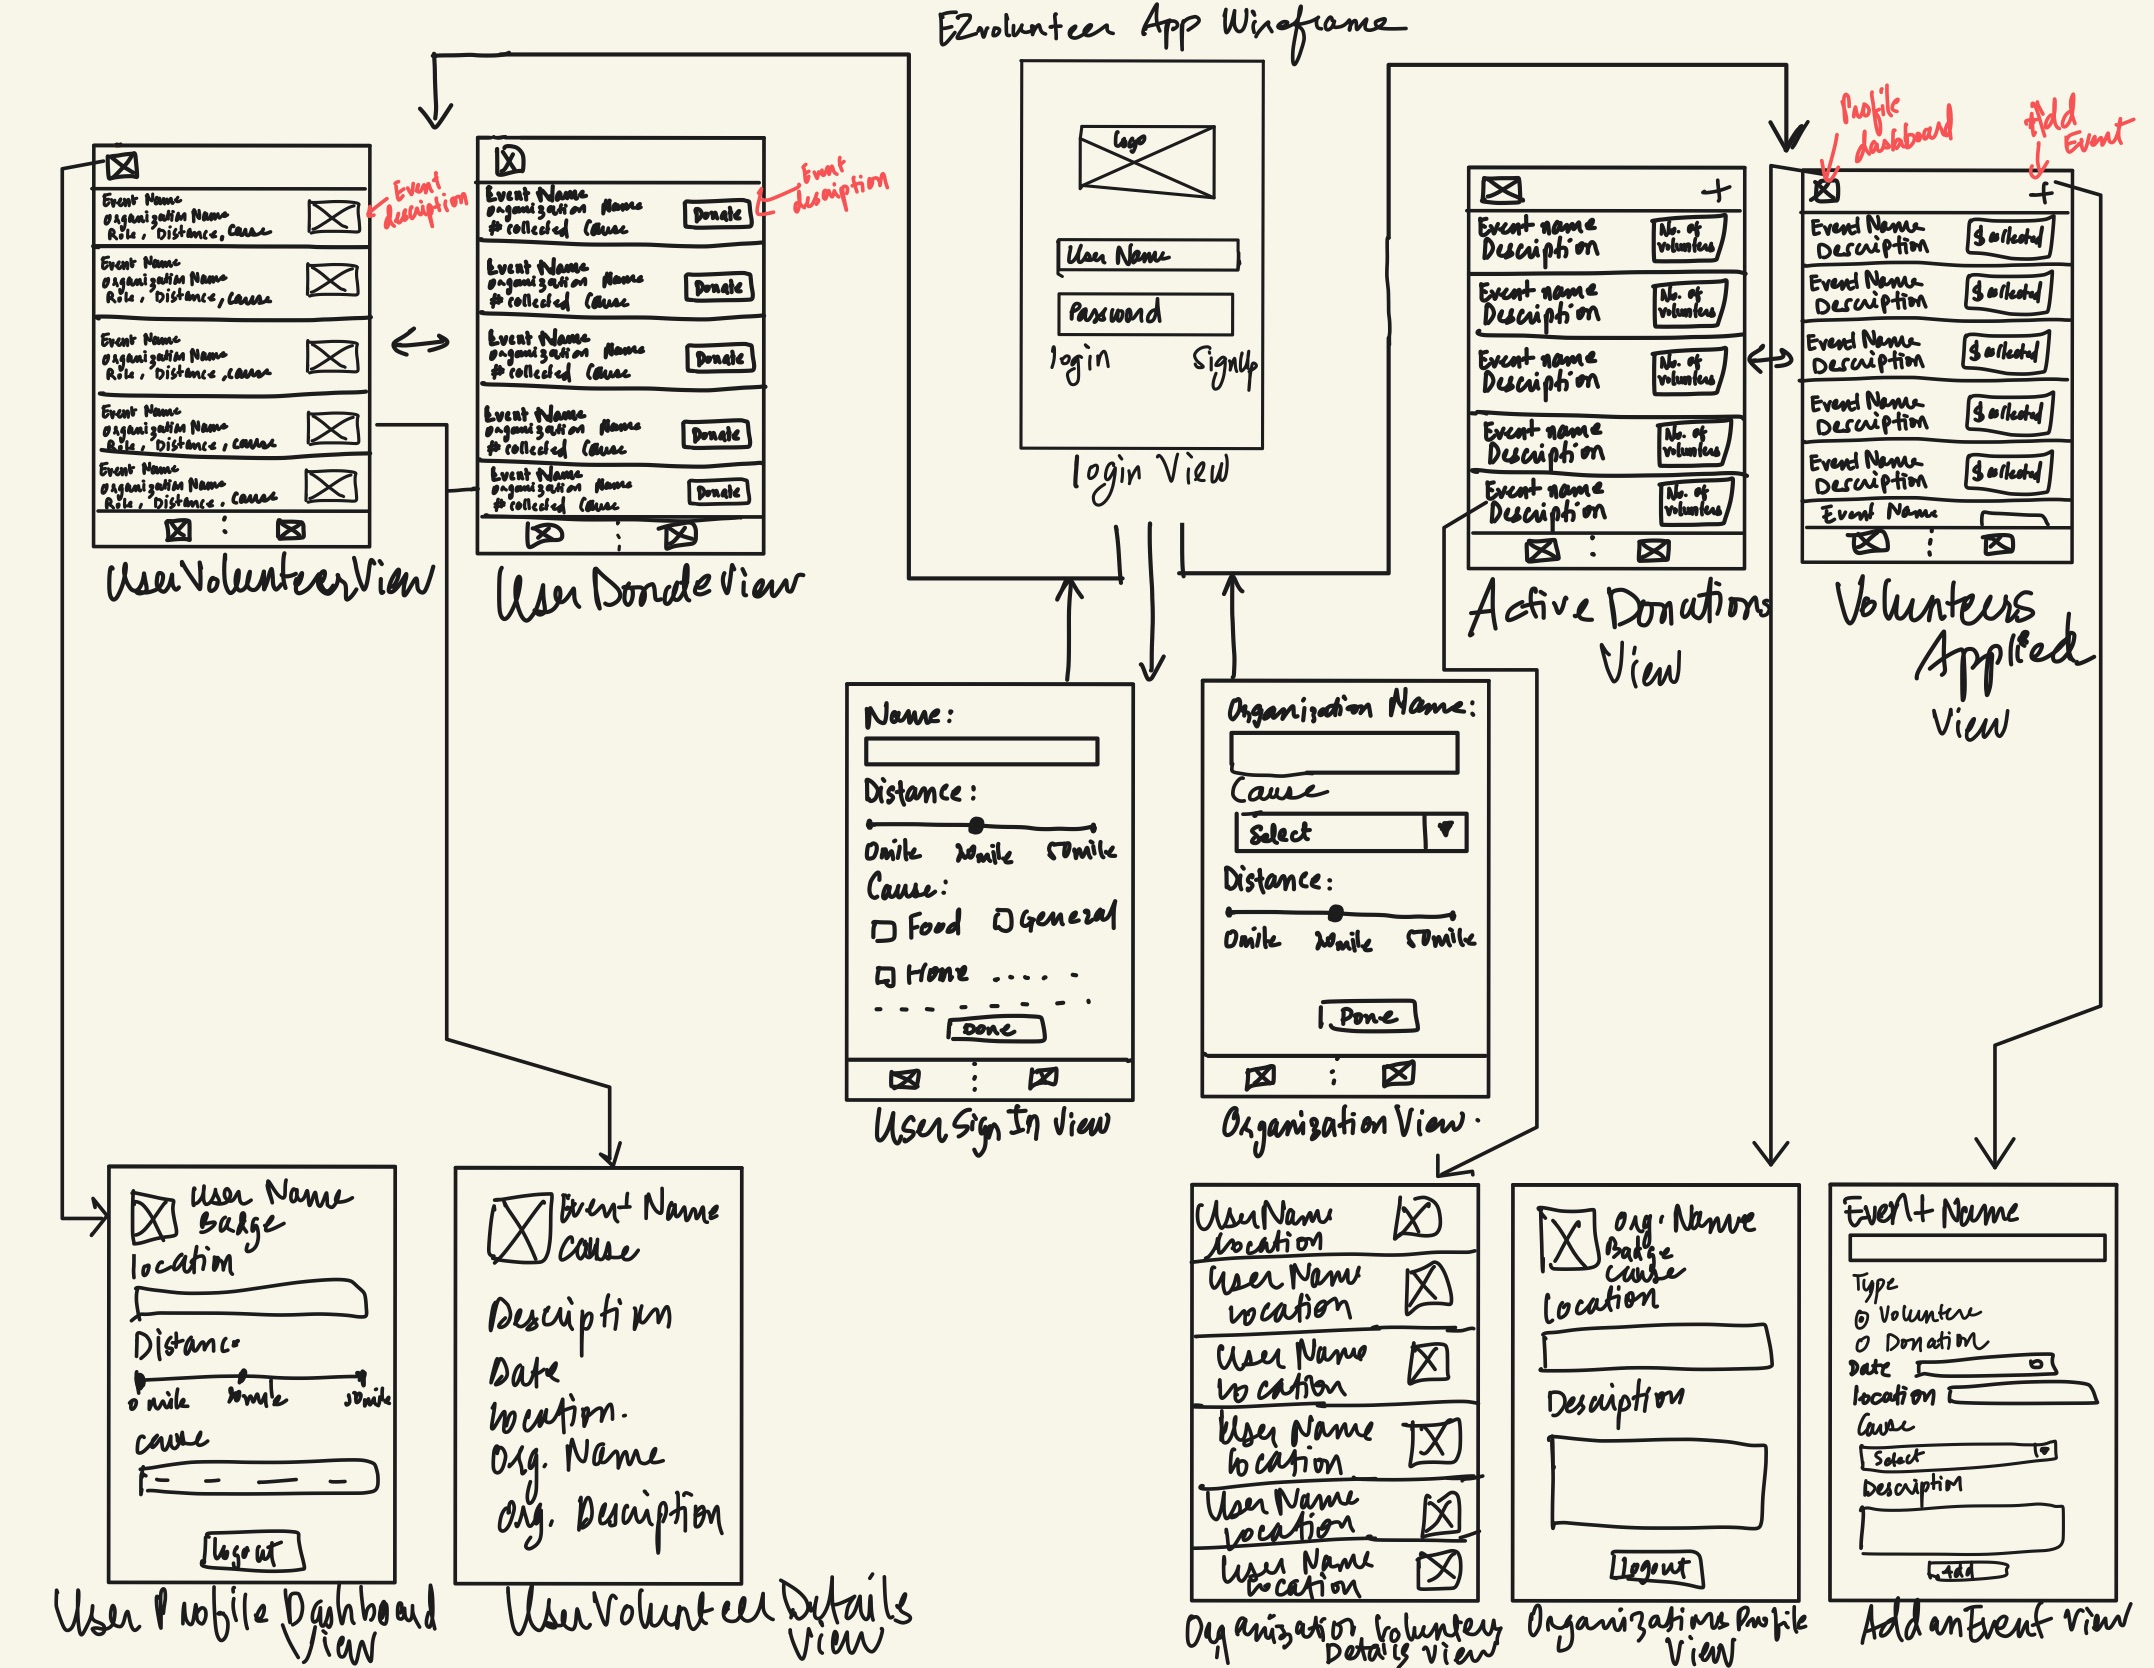 EZvolunteer App Wireframe
Logo
User Name
Password
login
SignUp
login View
Event Name
Organization Name
Role, Distance, Cause
Event Name
Organization Name
Role, Distance, Cause
Event Name
Organization Name
Role, Distance, Cause
Event Name
Organization Name
Role, Distance, Cause
Event Name
Organization Name
Role, Distance, Cause
Event
description
User Volunteer View
Event Name
Organization Name
# collected Cause
Donate
Event Name
Organization Name
# collected Cause
Donate
Event Name
Organization Name
# collected Cause
Donate
Event Name
Organization Name
# collected Cause
Donate
Event Name
Organization Name
# collected Cause
Donate
Event
description
User Donate View
Event name
Description
No. of
volunters
Event name
Description
No. of
volunters
Event name
Description
No. of
volunters
Event name
Description
No. of
volunters
Event name
Description
No. of
volunters
Active Donations
View
Profile
dashboard
Add
Event
Event Name
Description
$ collected
Event Name
Description
$ collected
Event Name
Description
$ collected
Event Name
Description
$ collected
Event Name
Description
$ collected
Event Name
Volunteers
Applied
View
Name:
Distance:
0mile 20mile 50mile
Cause:
Food General
Home
Done
User Sign In View
Organization Name:
Cause
Select
Distance:
0mile 20mile 50mile
Done
Organization View.
User Name
Badge
location
Distance
0 mile 20mile 50mile
cause
Logout
User Profile Dashboard
View
Event Name
Cause
Description
Date
Location.
Org. Name
Org. Description
User Volunteer Details
View
User Name
Location
User Name
Location
User Name
Location
User Name
Location
User Name
Location
User Name
Location
Organization Volunteer
Details View
Org. Name
Badge
Cause
Location
Description
Logout
Organizations Profile
View
Event Name
Type
Volunteer
Donation
Date
location
Cause
Select
Description
Add
Add an Event View